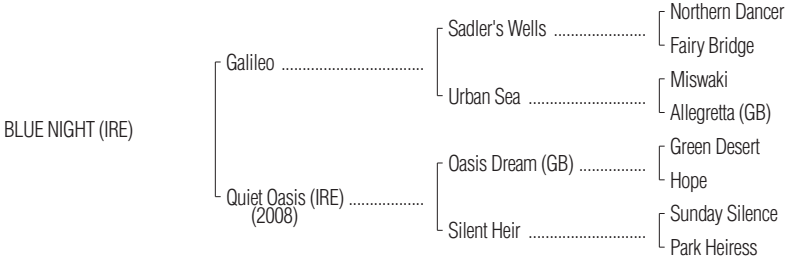 Northern Dancer
Sadler's Wells ......................
Fairy Bridge
Galileo ..................................
Miswaki
Urban Sea ............................
Allegretta (GB)
BLUE NIGHT (IRE)
Green Desert
Oasis Dream (GB) ................
Hope
Quiet Oasis (IRE) ..................
(2008)
Sunday Silence
Silent Heir ............................
Park Heiress